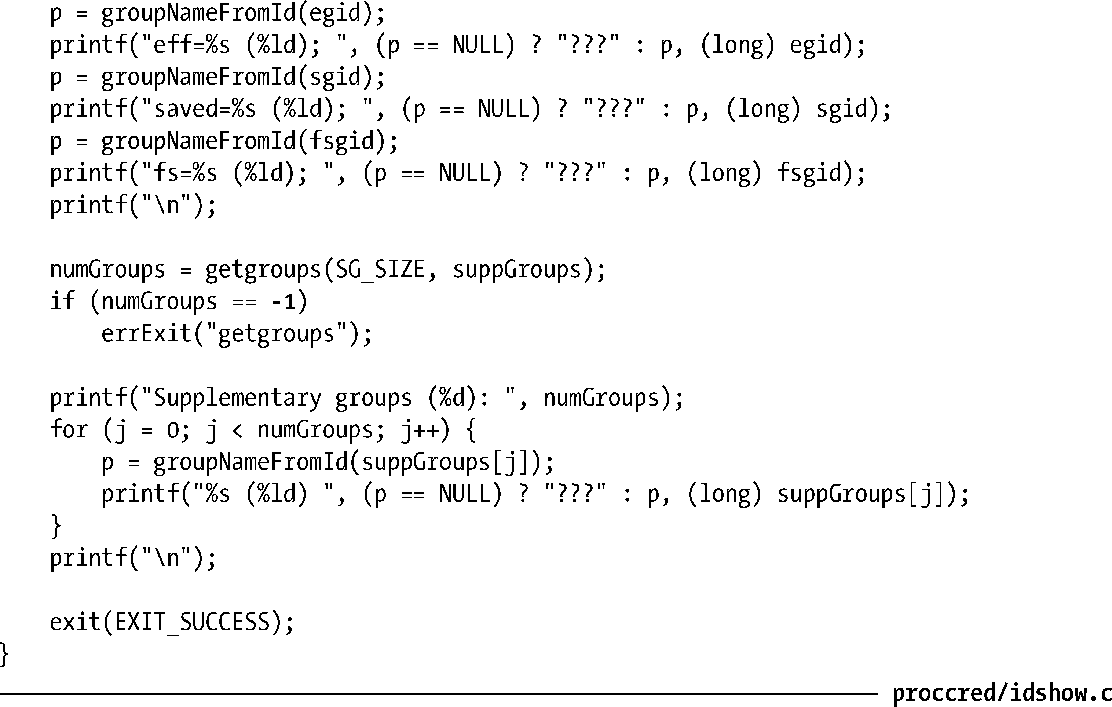 p = groupNameFromId(egid);
printf("eff=%s (%ld); ", (p == NULL) ? "???" : p, (long) egid);
p = groupNameFromId(sgid);
printf("saved=%s (%ld); ", (p == NULL) ? "???" : p, (long) sgid);
p = groupNameFromId(fsgid);
printf("fs=%s (%ld); ", (p == NULL) ? "???" : p, (long) fsgid);
printf("\n");
numGroups = getgroups(SG_SIZE, suppGroups);
if (numGroups == -1)
errExit("getgroups");
printf("Supplementary groups (%d): ", numGroups);
for (j = 0; j < numGroups; j++) {
p = groupNameFromId(suppGroups[j]);
printf("%s (%ld) ", (p == NULL) ? "???" : p, (long) suppGroups[j]);
}
printf("\n");
exit(EXIT_SUCCESS);
}
proccred/idshow.c